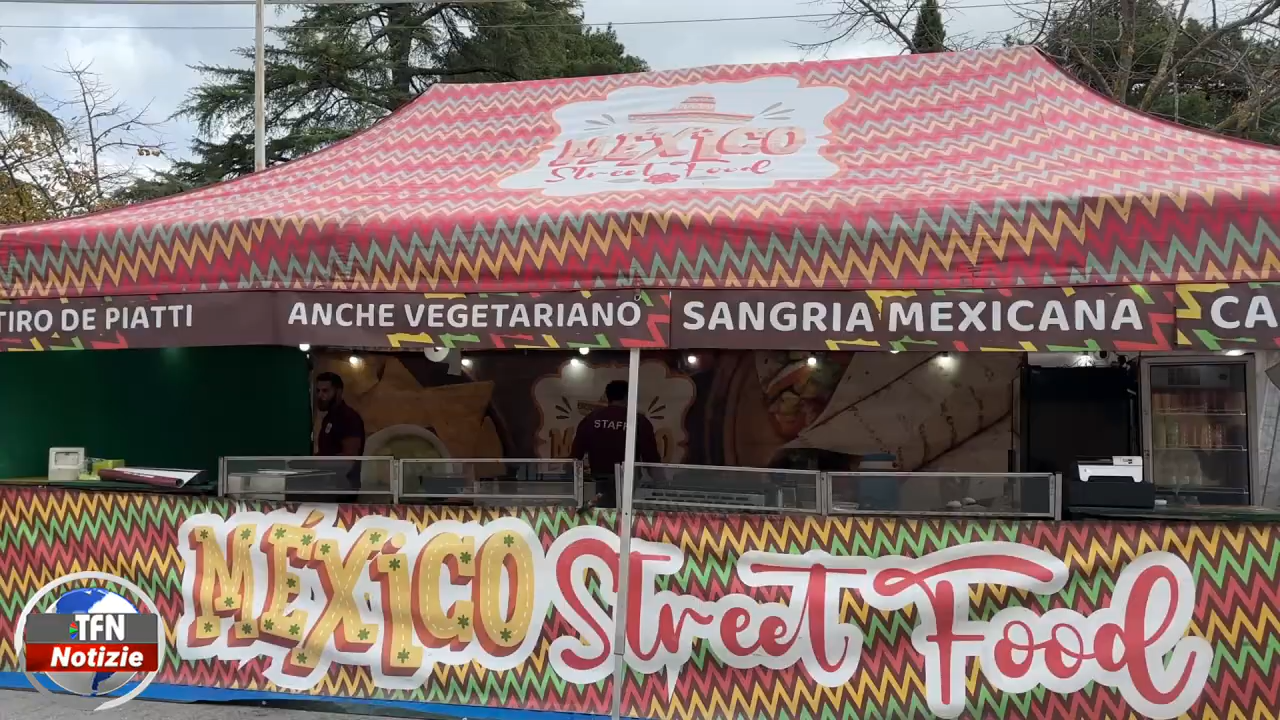 MÉXICO
Street Food
TIRO DE PIATTI ANCHE VEGETARIANO SANGRIA MEXICANA CA
STAFF
MÉXICO Street Food
TFN
Notizie